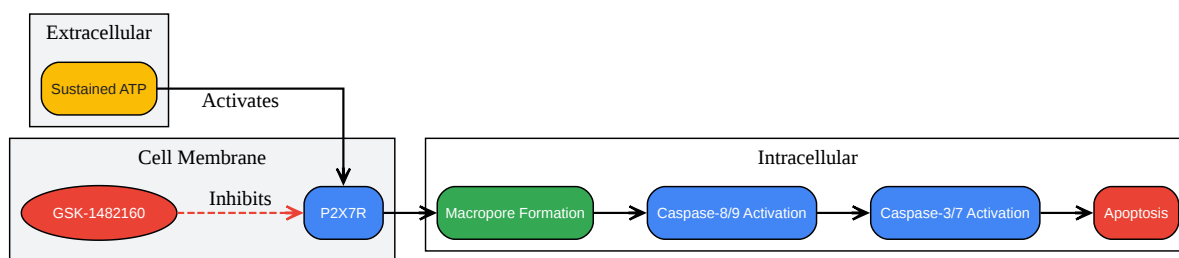 Extracellular
Sustained ATP
Activates
Cell Membrane
GSK-1482160
Inhibits
P2X7R
Intracellular
Macropore Formation
Caspase-8/9 Activation
Caspase-3/7 Activation
Apoptosis